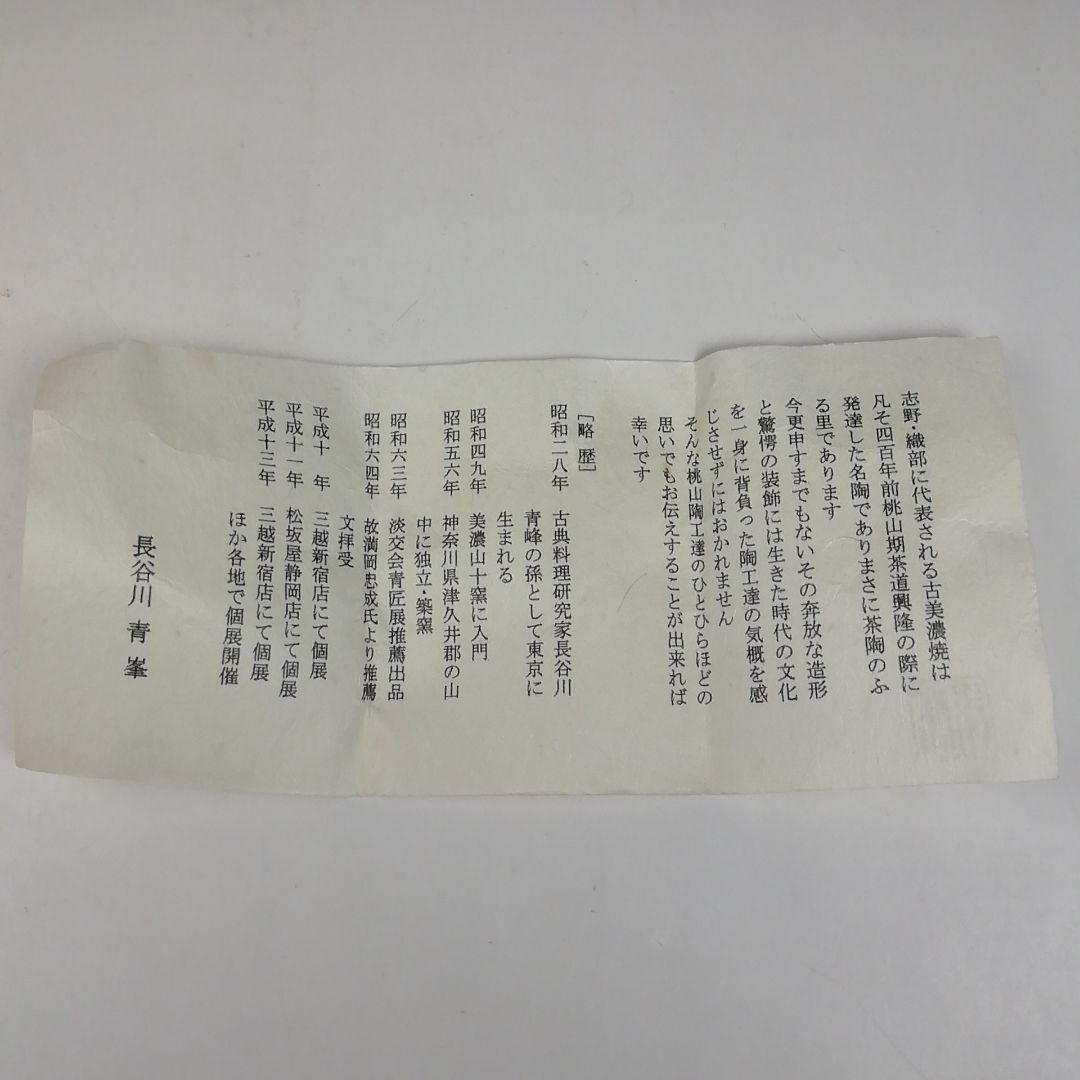 志野・織部に代表される古美濃焼は
凡そ四百年前桃山期茶道興隆の際に
発達した名陶でありまさに茶陶のふ
る里であります
今更申すまでもないその奔放な造形
と驚愕の装飾には生きた時代の文化
を一身に背負った陶工達の気概を感
じさせずにはおかれません
そんな桃山陶工達のひとひらほどの
思いでもお伝えすることが出来れば
幸いです
［略 歴］
昭和二八年 古典料理研究家長谷川
青峰の孫として東京に
生まれる
昭和四九年 美濃山十窯に入門
昭和五六年 神奈川県津久井郡の山
中に独立・築窯
昭和六三年 淡交会青匠展推薦出品
昭和六四年 故満岡忠成氏より推薦
文拝受
平成十 年 三越新宿店にて個展
平成十一年 松坂屋静岡店にて個展
平成十三年 三越新宿店にて個展
ほか各地で個展開催
長谷川 青 峯